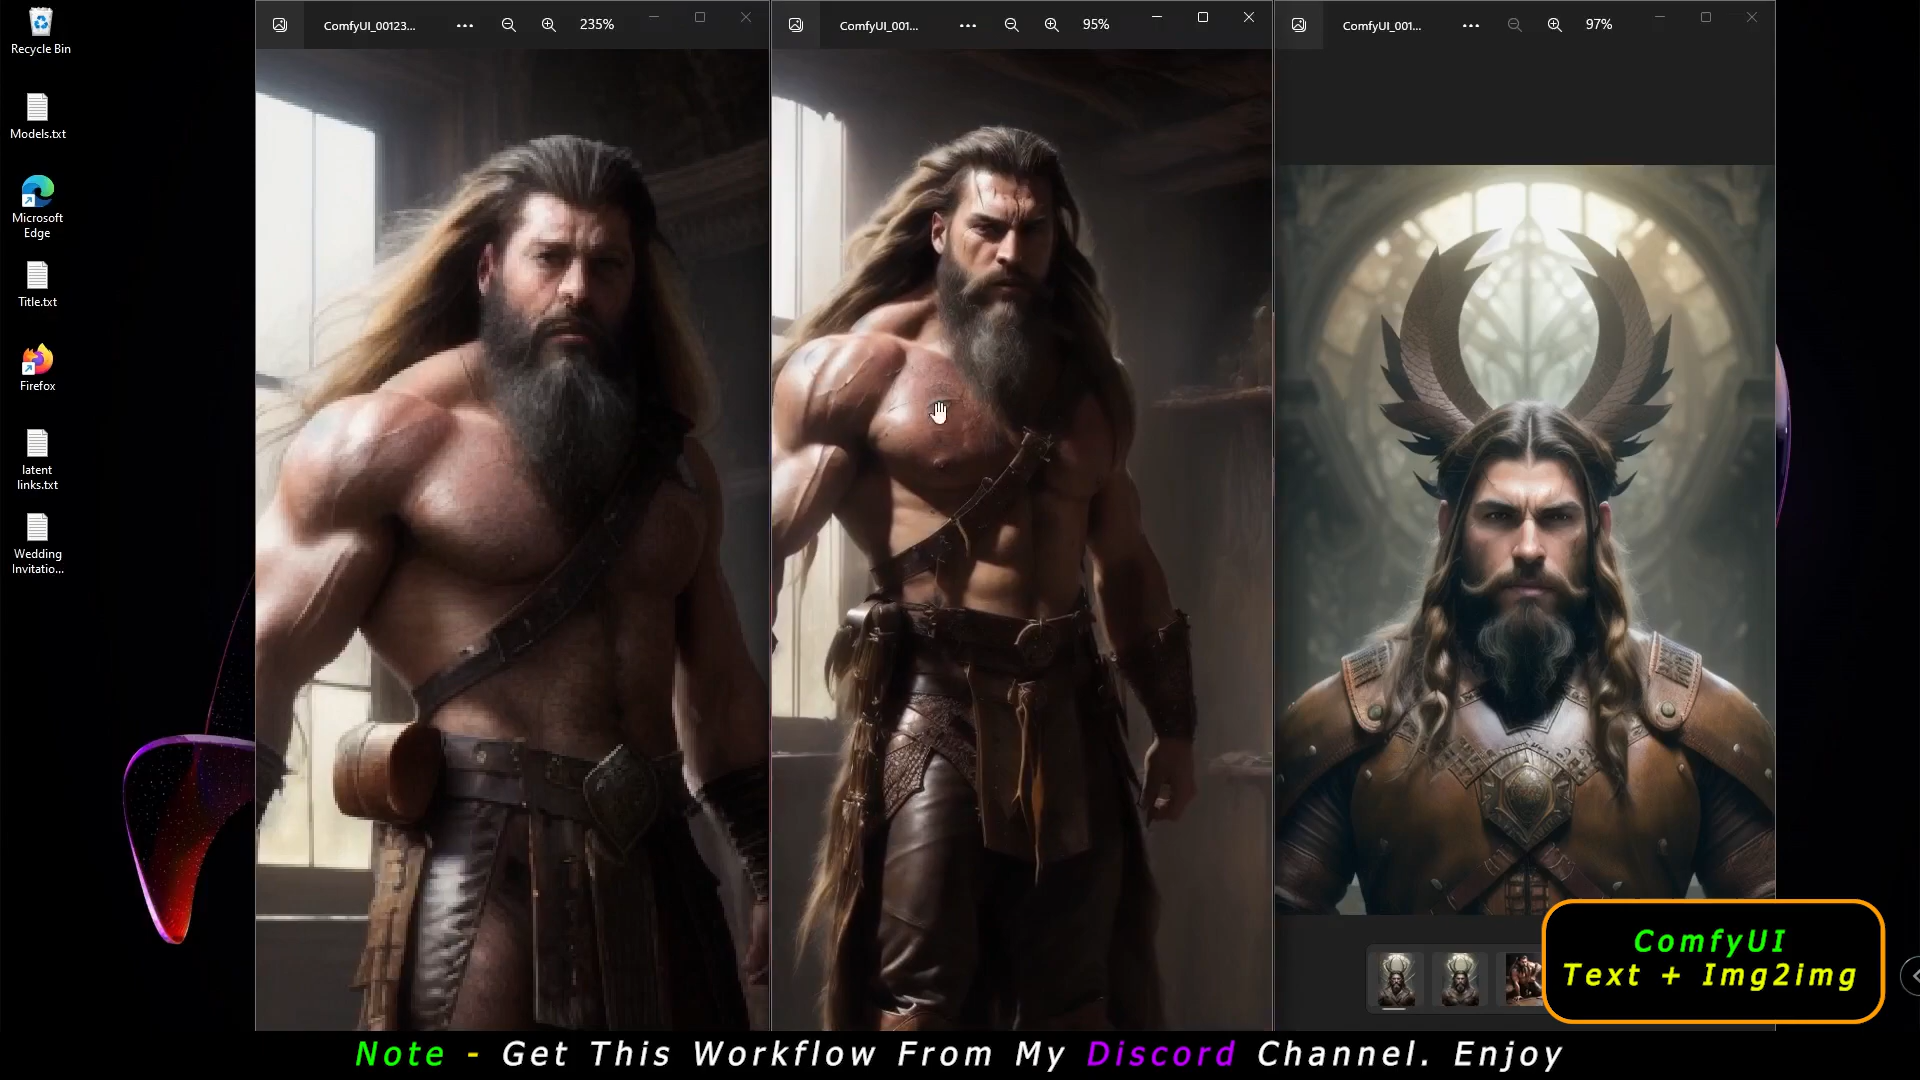 Recycle Bin
Models.txt
Microsoft
Edge
Title.txt
Firefox
latent
links.txt
Wedding
Invitatio...
ComfyUI_00123...
235%
ComfyUI_001...
95%
ComfyUI_001...
97%
ComfyUI
Text + Img2img
Note - Get This Workflow From My Discord Channel. Enjoy